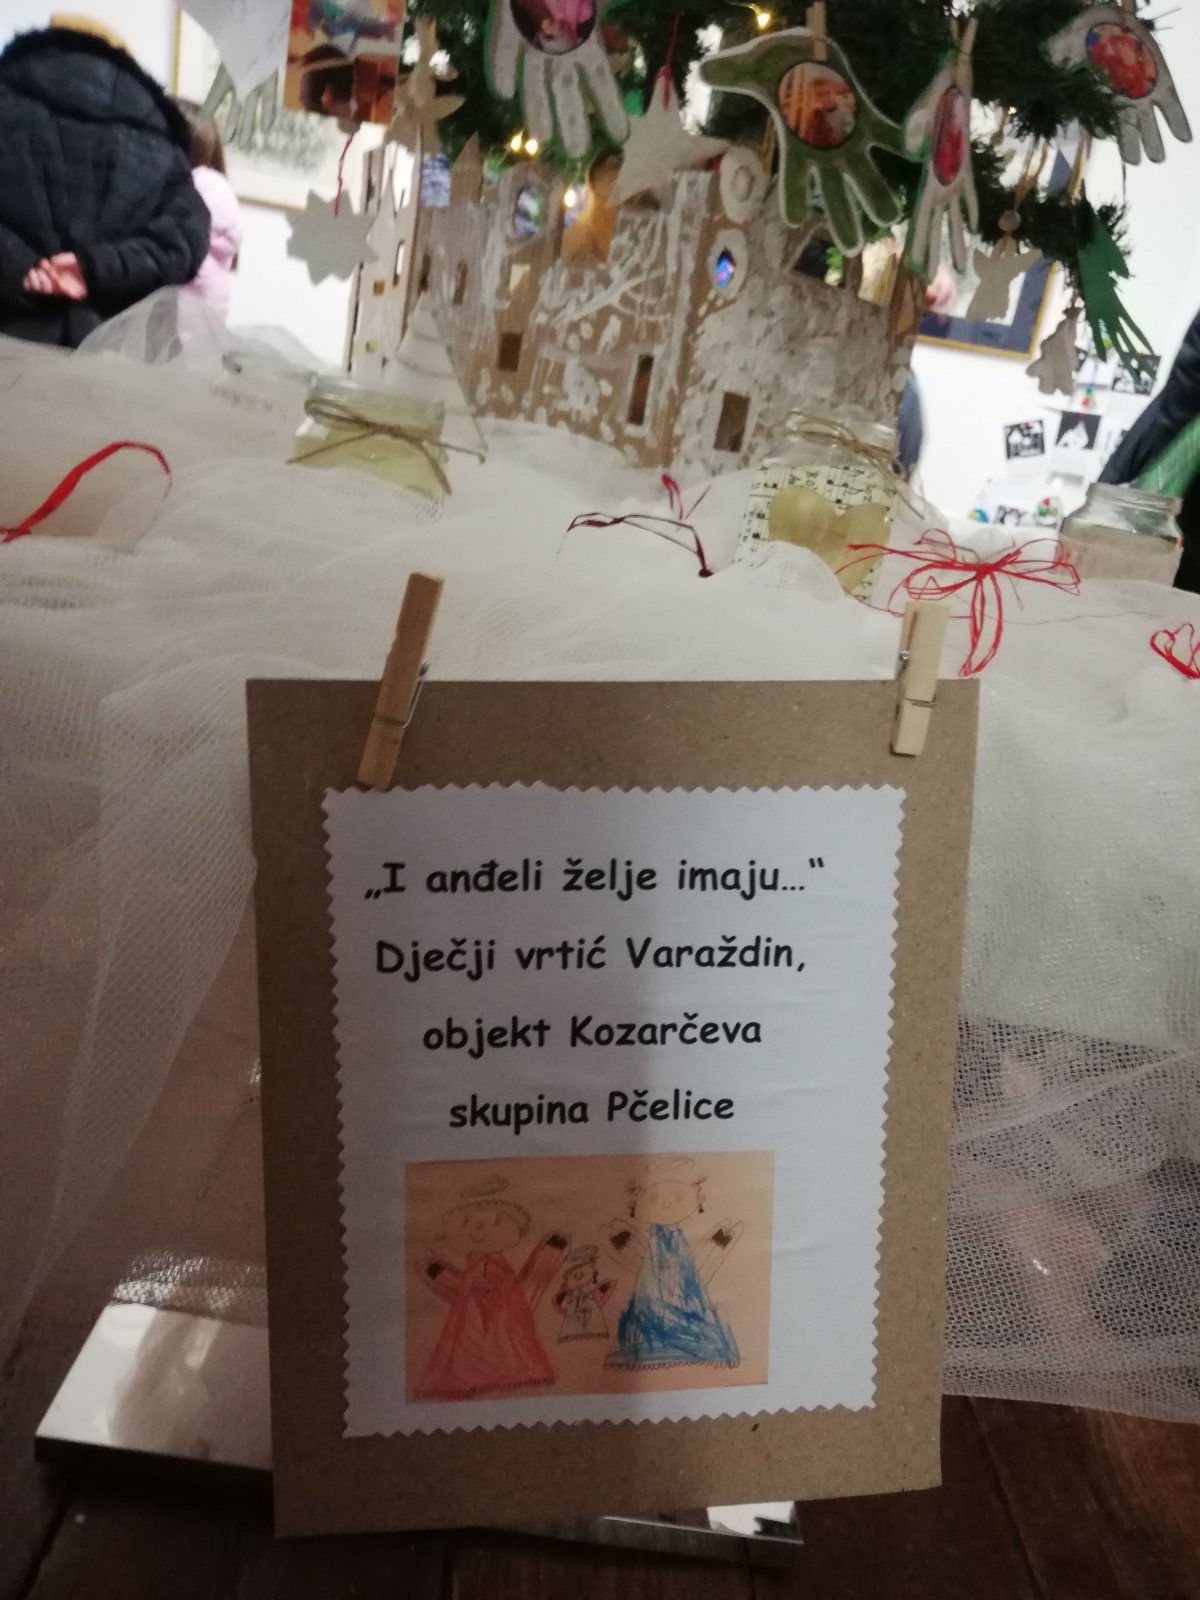 „I anđeli želje imaju...“
Dječji vrtić Varaždin,
objekt Kozarčeva
skupina Pčelice